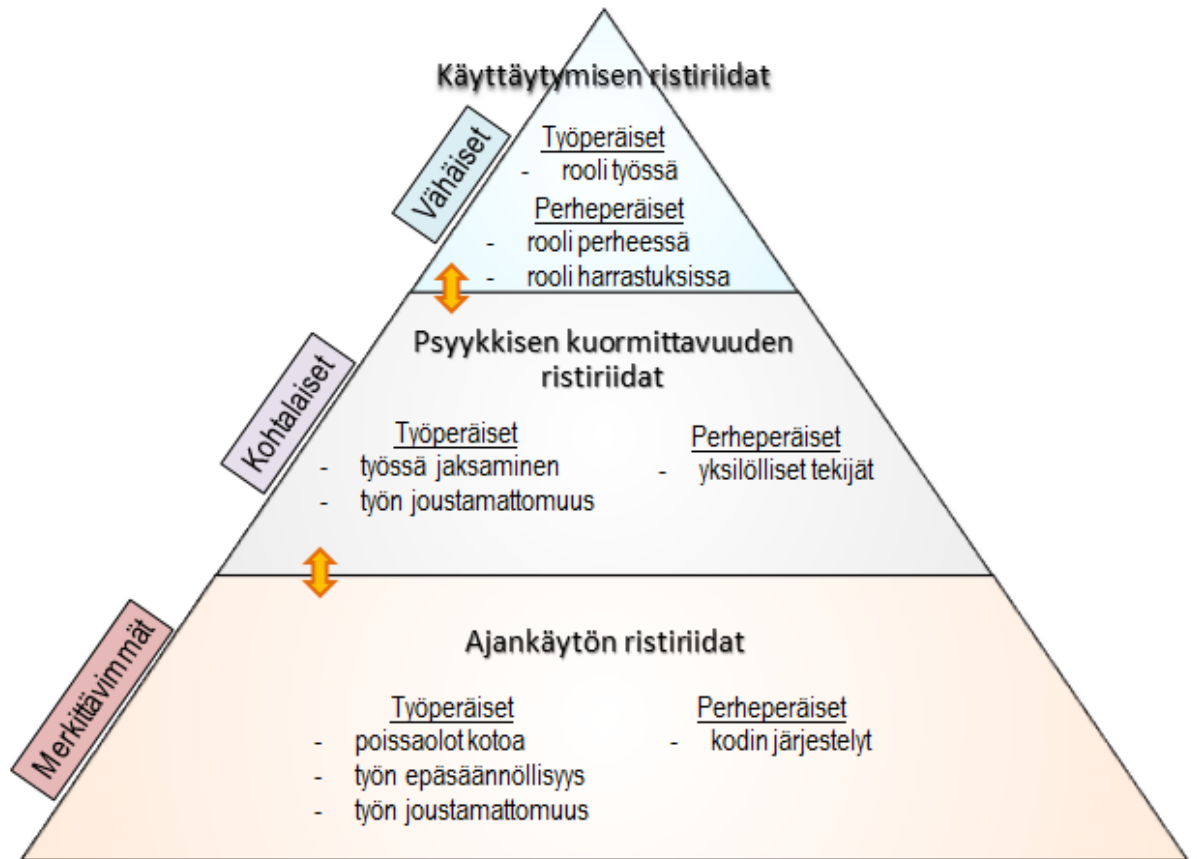 Käyttäytymisen ristiriidat
Vähäiset
Työperäiset
- rooli työssä
Perheperäiset
- rooli perheessä
- rooli harrastuksissa
Psyykkisen kuormittavuuden
ristiriidat
Kohtalaiset
Työperäiset
- työssä jaksaminen
- työn joustamattomuus
Perheperäiset
- yksilölliset tekijät
Ajankäytön ristiriidat
Merkittävimmät
Työperäiset
- poissaolot kotoa
- työn epäsäännöllisyys
- työn joustamattomuus
Perheperäiset
- kodin järjestelyt